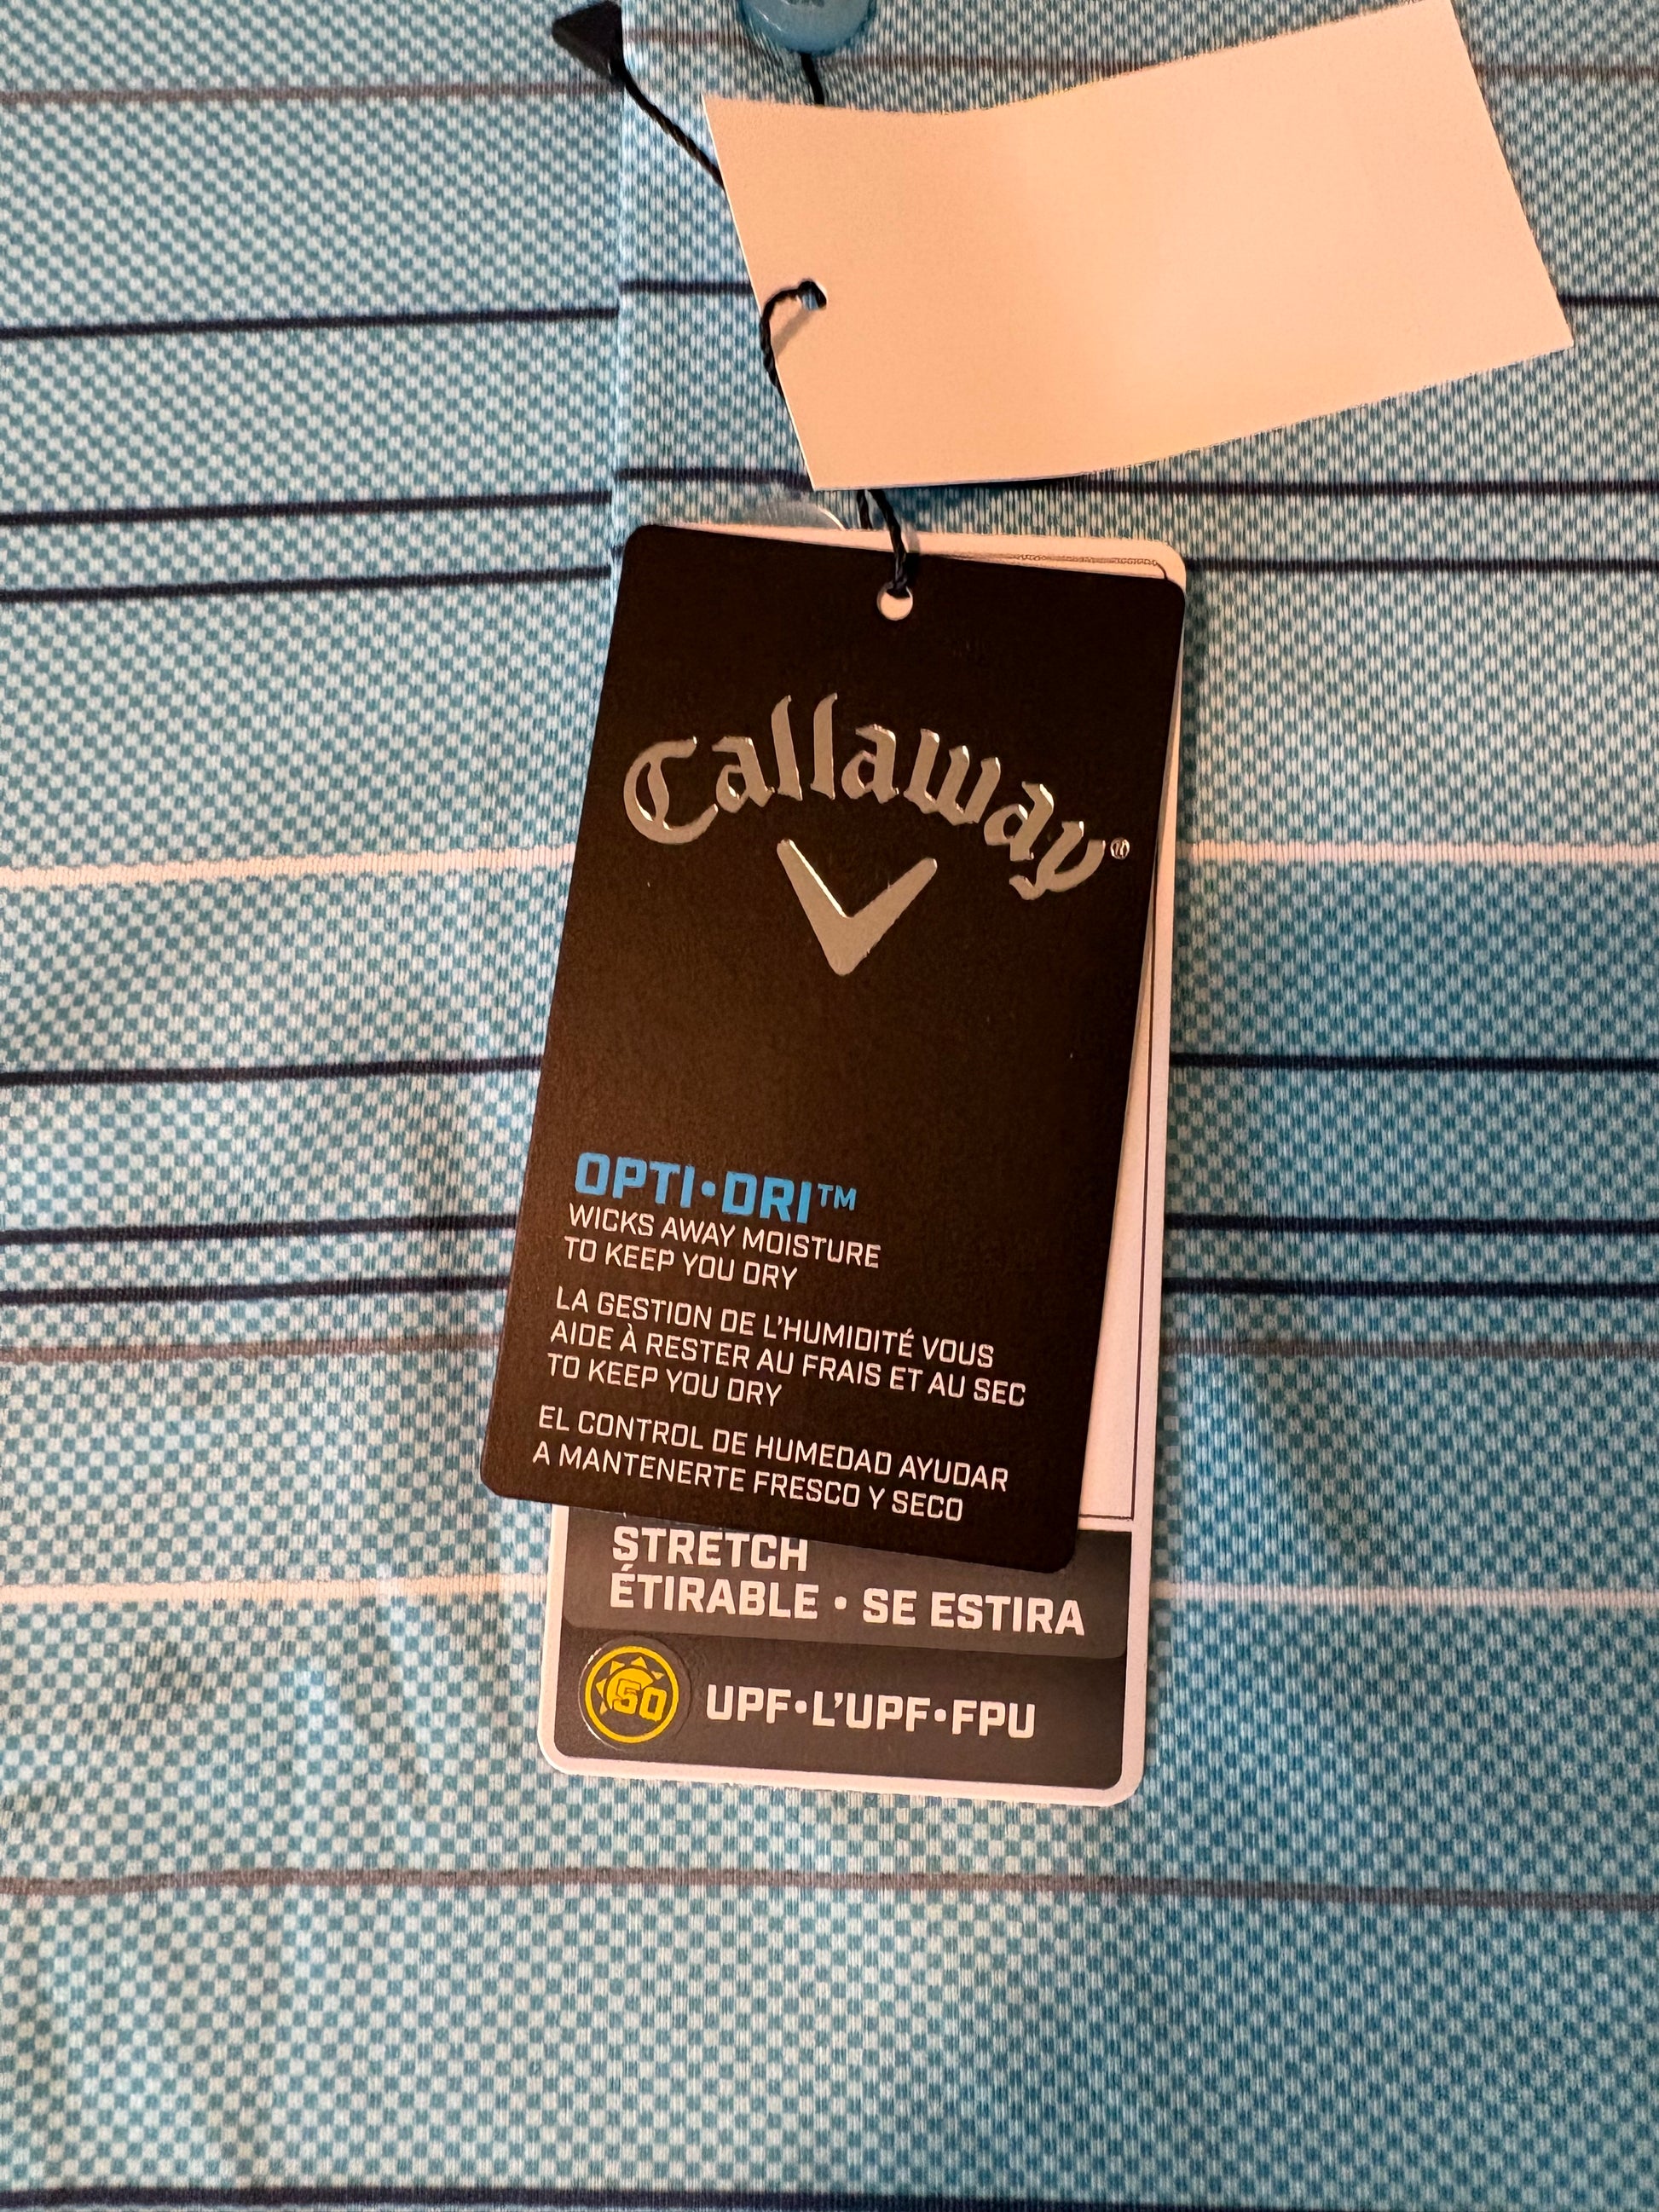 Callaway®
OPTI•DRI™
WICKS AWAY MOISTURE
TO KEEP YOU DRY
LA GESTION DE L'HUMIDITÉ VOUS
AIDE À RESTER AU FRAIS ET AU SEC
TO KEEP YOU DRY
EL CONTROL DE HUMEDAD AYUDAR
A MANTENERTE FRESCO Y SECO
STRETCH
ÉTIRABLE • SE ESTIRA
50 UPF•L'UPF•FPU